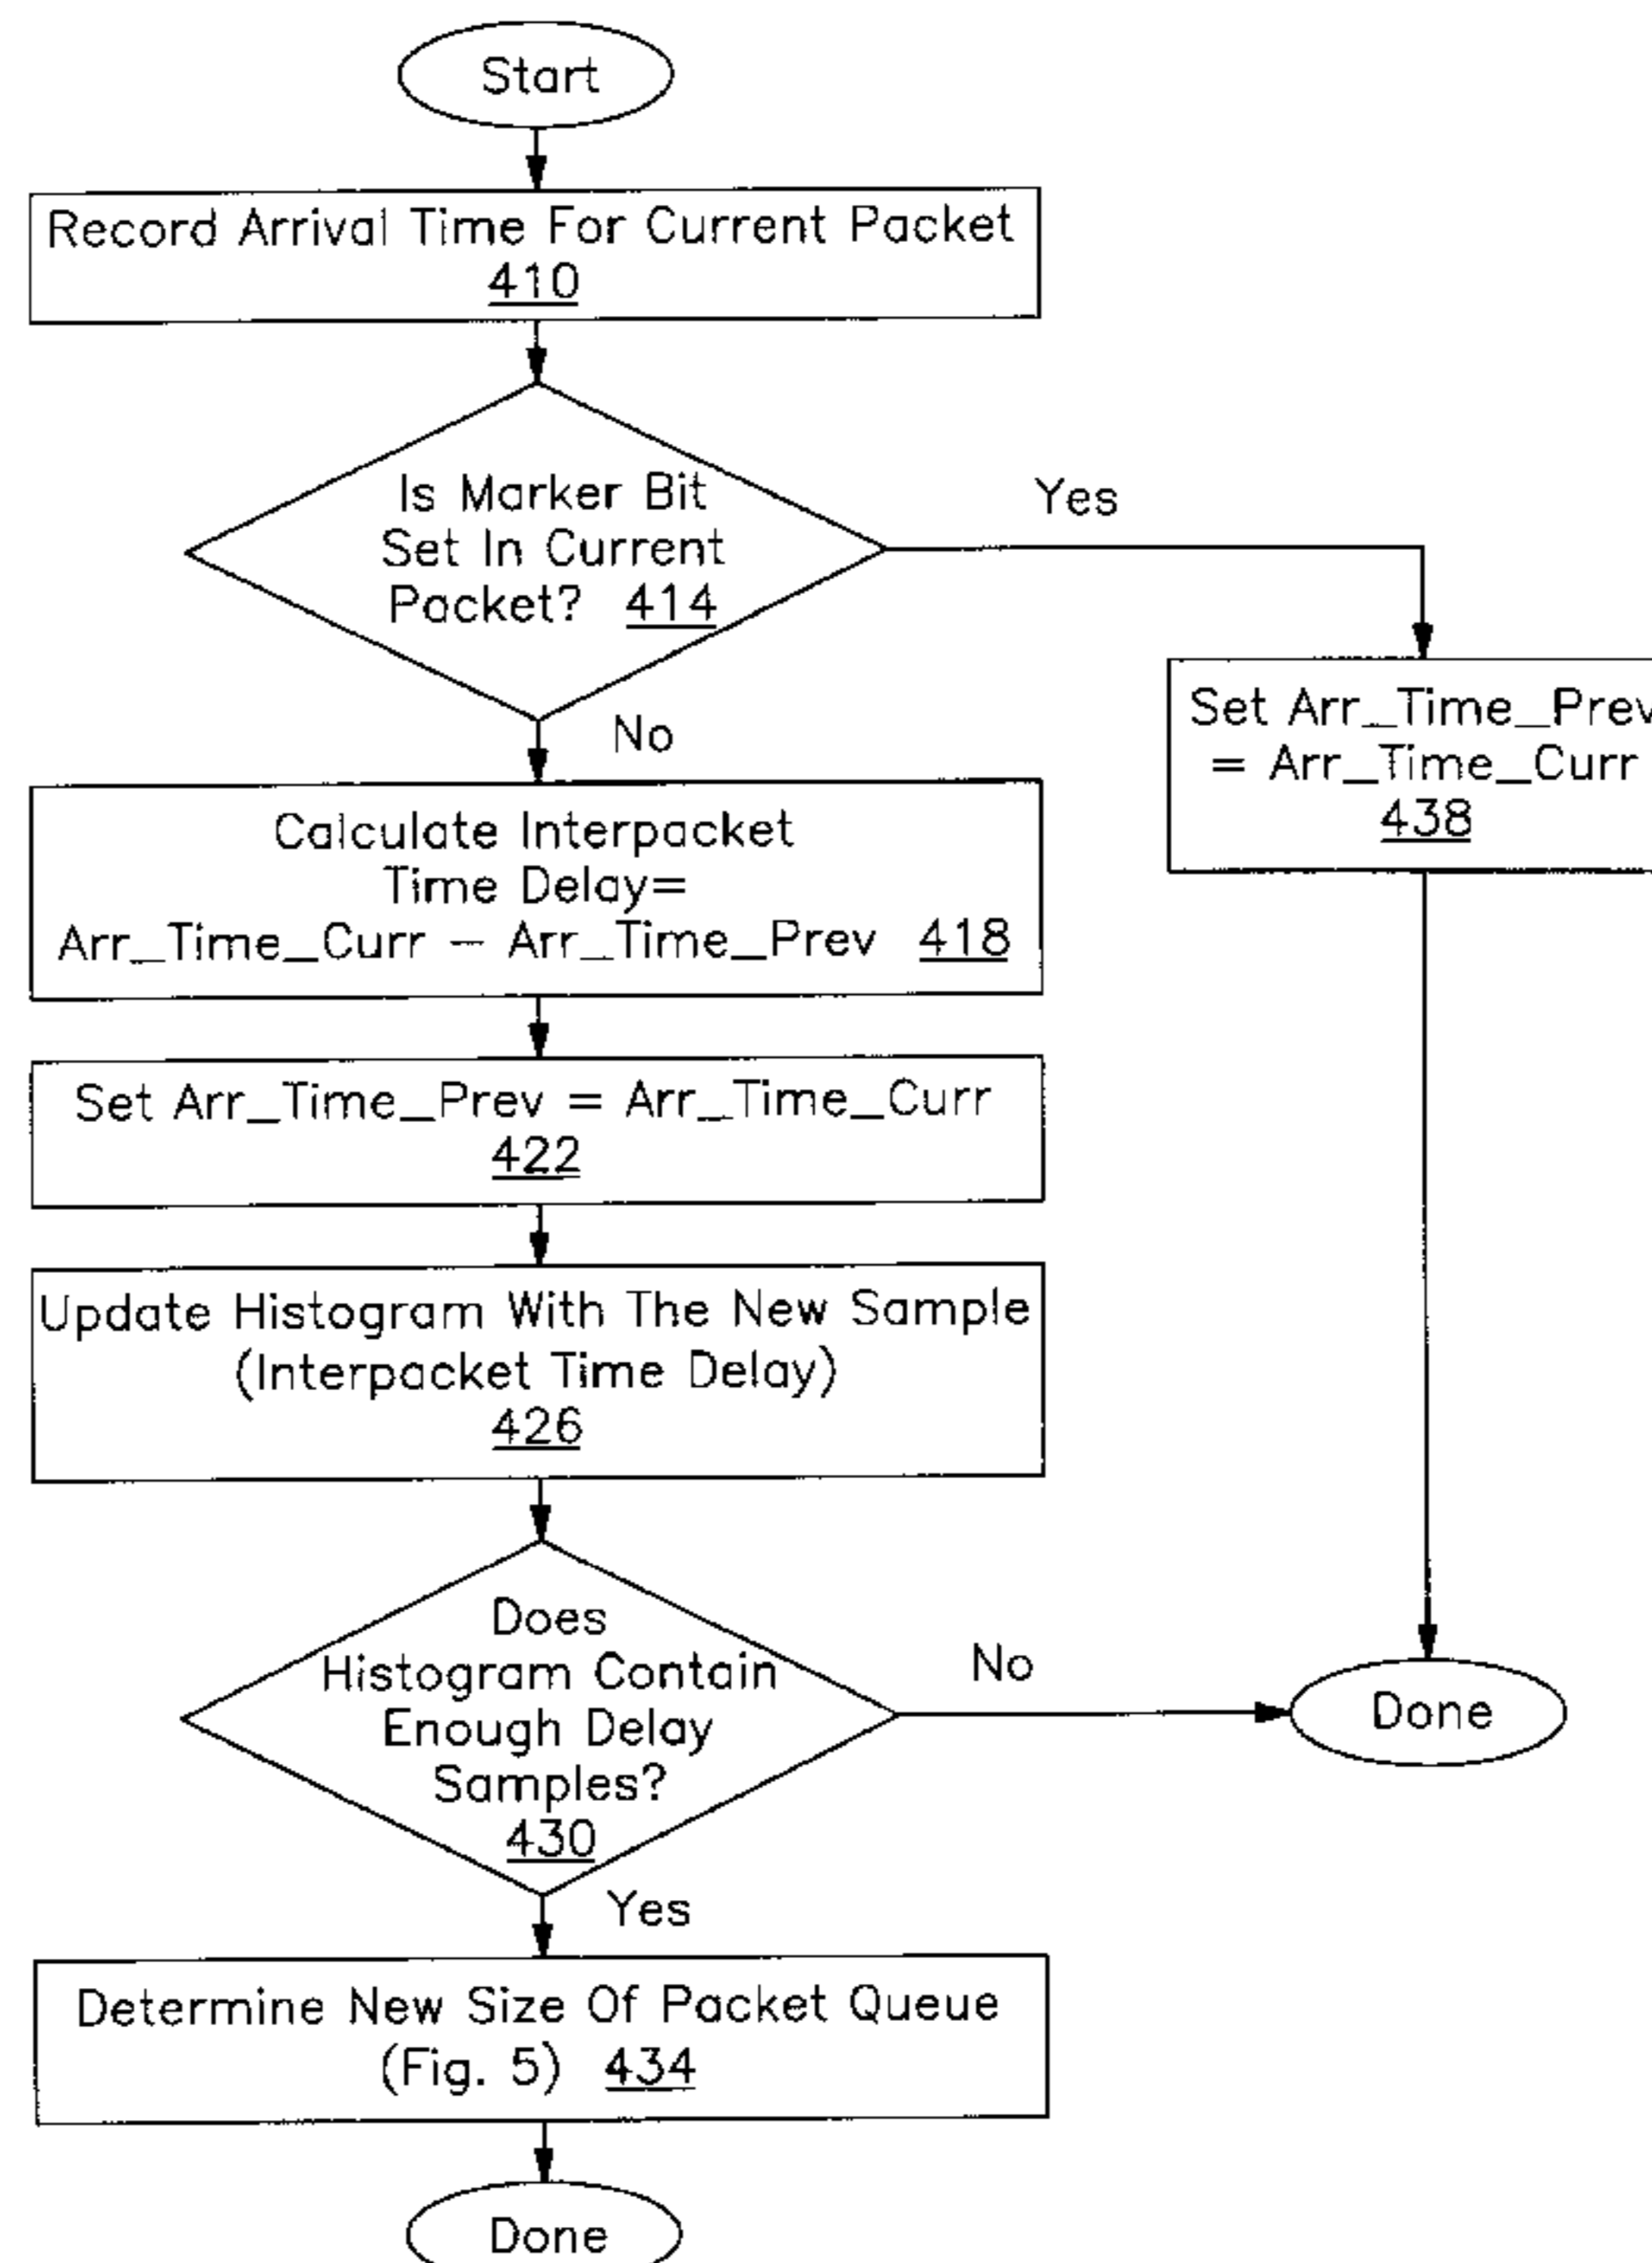 Start
Record Arrival Time For Current Packet
410
Is Marker Bit
Set In Current
Packet? 414
Yes
No
Set Arr_Time_Prev
= Arr_Time_Curr
438
Calculate Interpacket
Time Delay=
Arr_Time_Curr – Arr_Time_Prev 418
Set Arr_Time_Prev = Arr_Time_Curr
422
Update Histogram With The New Sample
(Interpacket Time Delay)
426
Does
Histogram Contain
Enough Delay
Samples?
430
No
Done
Yes
Determine New Size Of Packet Queue
(Fig. 5) 434
Done